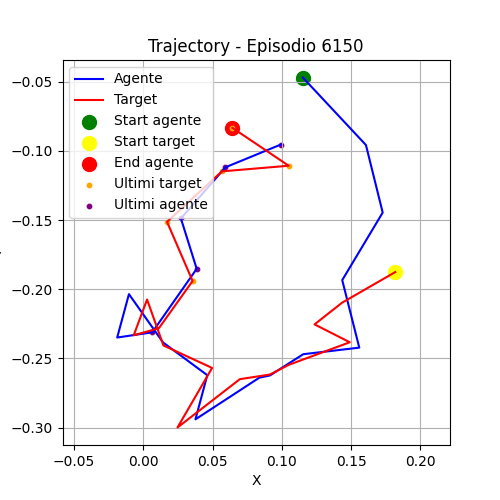 Trajectory - Episodio 6150
Agente
Target
Start agente
Start target
End agente
Ultimi target
Ultimi agente
−0.05
−0.10
−0.15
−0.20
−0.25
−0.30
−0.05
0.00
0.05
0.10
0.15
0.20
X